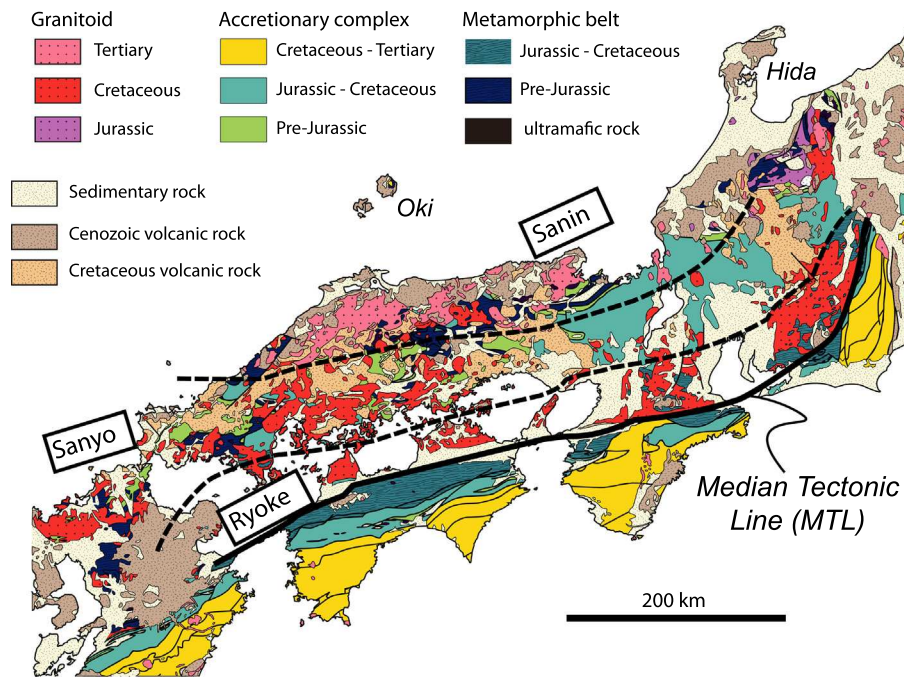 Granitoid
Tertiary
Cretaceous
Jurassic
Accretionary complex
Cretaceous - Tertiary
Jurassic - Cretaceous
Pre-Jurassic
Metamorphic belt
Jurassic - Cretaceous
Pre-Jurassic
ultramafic rock
Sedimentary rock
Cenozoic volcanic rock
Cretaceous volcanic rock
Hida
Oki
Sanin
Sanyo
Ryoke
Median Tectonic
Line (MTL)
200 km